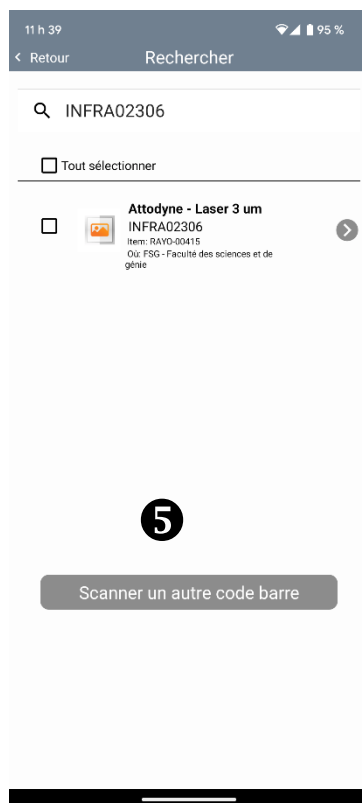 11 h 39 95 %
< Retour Rechercher
INFRA02306
Tout sélectionner
Attodyne - Laser 3 um
INFRA02306
Item: RAYO-00415
Où: FSG - Faculté des sciences et de
génie
5
Scanner un autre code barre